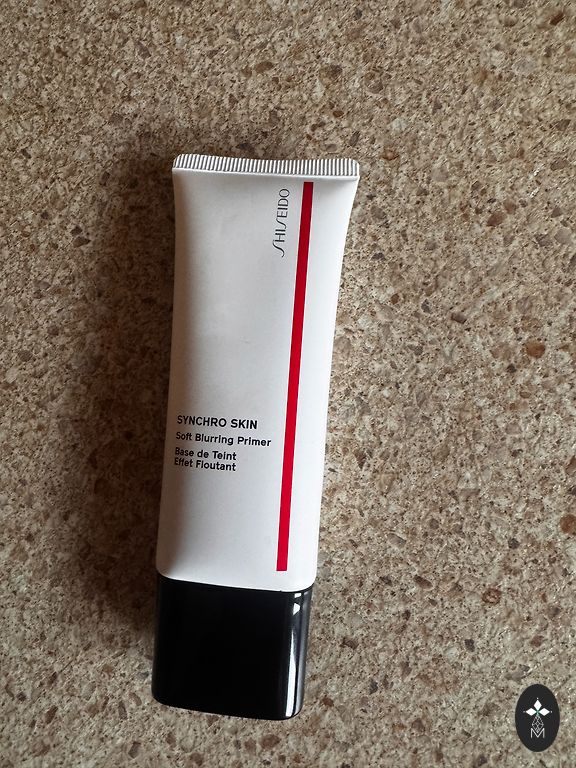 SHISEIDO
SYNCHRO SKIN
Soft Blurring Primer
Base de Teint
Effet Floutant
M